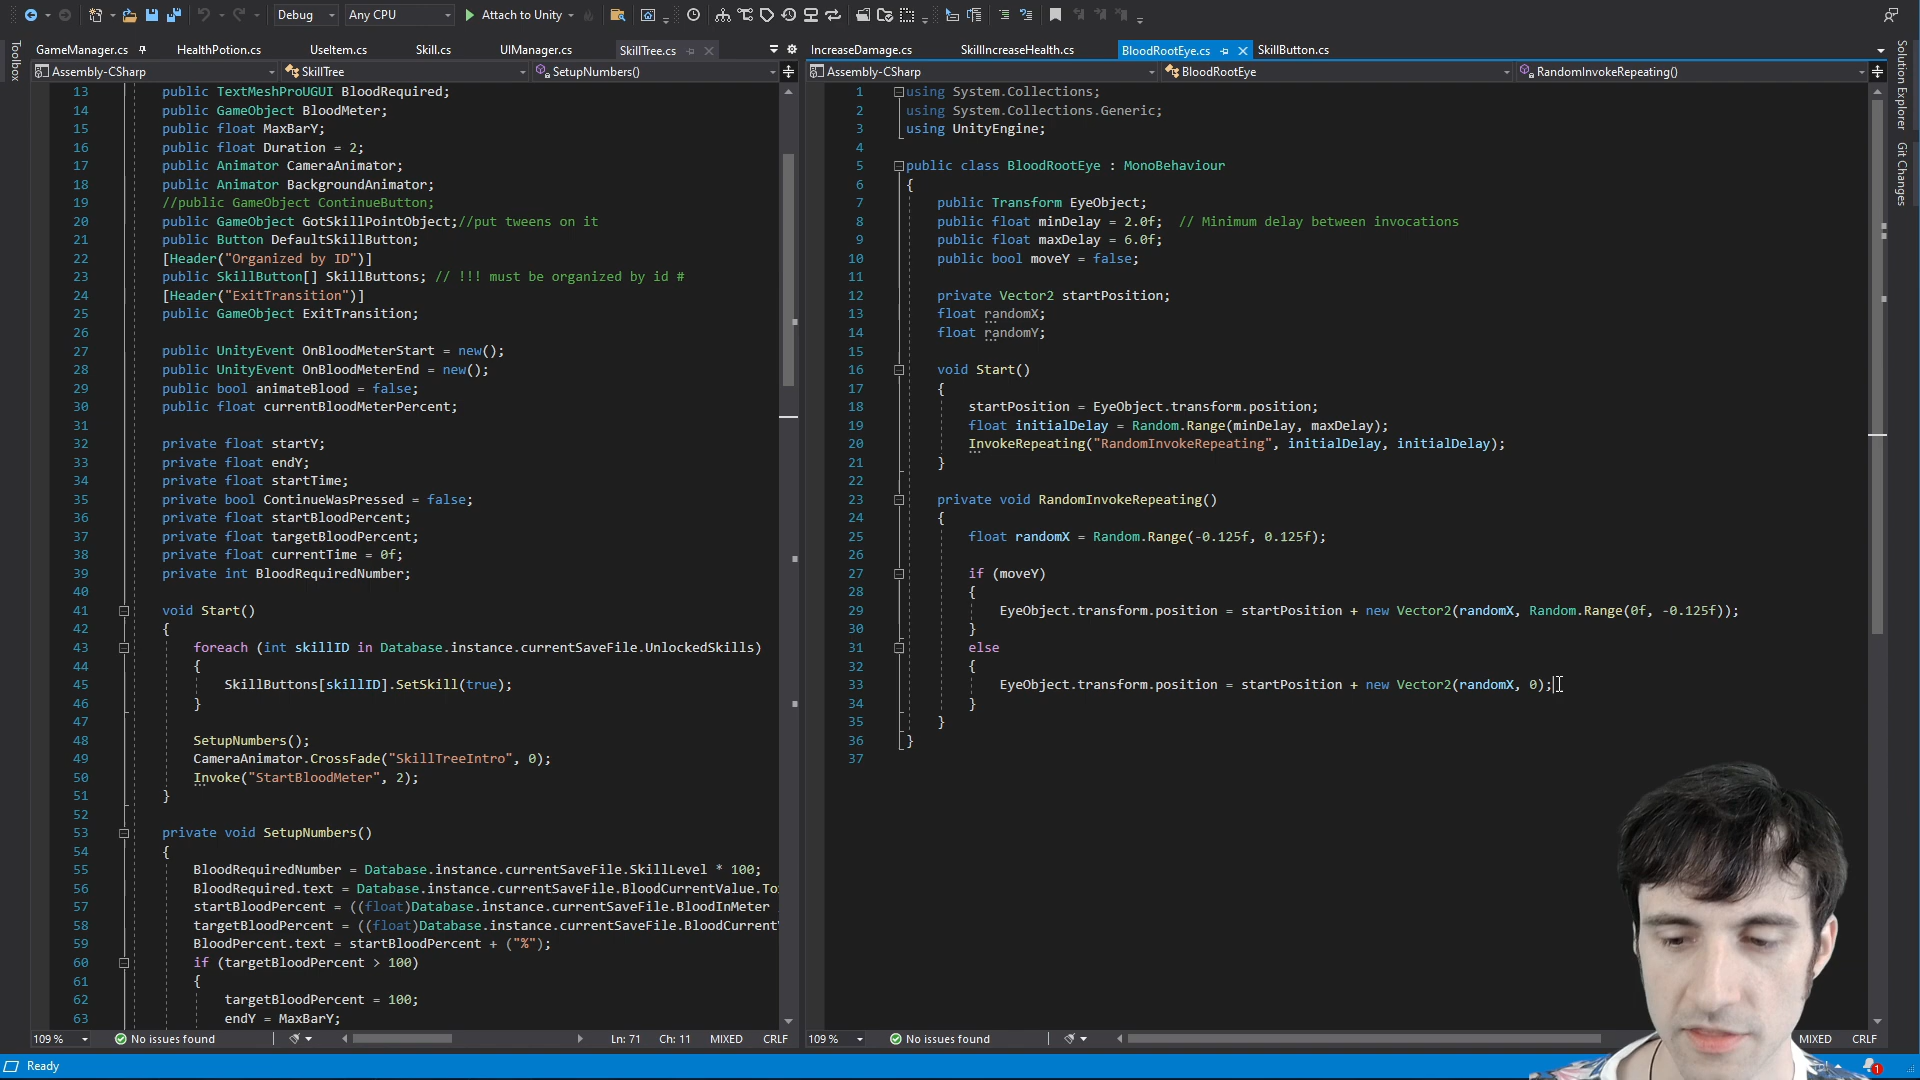 Debug Any CPU Attach to Unity
GameManager.cs HealthPotion.cs UseItem.cs Skill.cs UIManager.cs SkillTree.cs
Assembly-CSharp SkillTree SetupNumbers()
Toolbox
13 public TextMeshProUGUI BloodRequired;
14 public GameObject BloodMeter;
15 public float MaxBarY;
16 public float Duration = 2;
17 public Animator CameraAnimator;
18 public Animator BackgroundAnimator;
19 //public GameObject ContinueButton;
20 public GameObject GotSkillPointObject;//put tweens on it
21 public Button DefaultSkillButton;
22 [Header("Organized by ID")]
23 public SkillButton[] SkillButtons; // !!! must be organized by id #
24 [Header("ExitTransition")]
25 public GameObject ExitTransition;
26
27 public UnityEvent OnBloodMeterStart = new();
28 public UnityEvent OnBloodMeterEnd = new();
29 public bool animateBlood = false;
30 public float currentBloodMeterPercent;
31
32 private float startY;
33 private float endY;
34 private float startTime;
35 private bool ContinueWasPressed = false;
36 private float startBloodPercent;
37 private float targetBloodPercent;
38 private float currentTime = 0f;
39 private int BloodRequiredNumber;
40
41 void Start()
42 {
43 foreach (int skillID in Database.instance.currentSaveFile.UnlockedSkills)
44 {
45 SkillButtons[skillID].SetSkill(true);
46 }
47
48 SetupNumbers();
49 CameraAnimator.CrossFade("SkillTreeIntro", 0);
50 Invoke("StartBloodMeter", 2);
51 }
52
53 private void SetupNumbers()
54 {
55 BloodRequiredNumber = Database.instance.currentSaveFile.SkillLevel * 100;
56 BloodRequired.text = Database.instance.currentSaveFile.BloodCurrentValue.To
57 startBloodPercent = ((float)Database.instance.currentSaveFile.BloodInMeter
58 targetBloodPercent = ((float)Database.instance.currentSaveFile.BloodCurrent
59 BloodPercent.text = startBloodPercent + ("%");
60 if (targetBloodPercent > 100)
61 {
62 targetBloodPercent = 100;
63 endY = MaxBarY;
109 % No issues found Ln: 71 Ch: 11 MIXED CRLF
IncreaseDamage.cs SkillIncreaseHealth.cs BloodRootEye.cs SkillButton.cs
Assembly-CSharp BloodRootEye RandomInvokeRepeating()
1 using System.Collections;
2 using System.Collections.Generic;
3 using UnityEngine;
4
5 public class BloodRootEye : MonoBehaviour
6 {
7 public Transform EyeObject;
8 public float minDelay = 2.0f; // Minimum delay between invocations
9 public float maxDelay = 6.0f;
10 public bool moveY = false;
11
12 private Vector2 startPosition;
13 float randomX;
14 float randomY;
15
16 void Start()
17 {
18 startPosition = EyeObject.transform.position;
19 float initialDelay = Random.Range(minDelay, maxDelay);
20 InvokeRepeating("RandomInvokeRepeating", initialDelay, initialDelay);
21 }
22
23 private void RandomInvokeRepeating()
24 {
25 float randomX = Random.Range(-0.125f, 0.125f);
26
27 if (moveY)
28 {
29 EyeObject.transform.position = startPosition + new Vector2(randomX, Random.Range(0f, -0.125f));
30 }
31 else
32 {
33 EyeObject.transform.position = startPosition + new Vector2(randomX, 0);
34 }
35 }
36 }
37
109 % No issues found MIXED CRLF
Solution Explorer
Git Changes
Ready
1